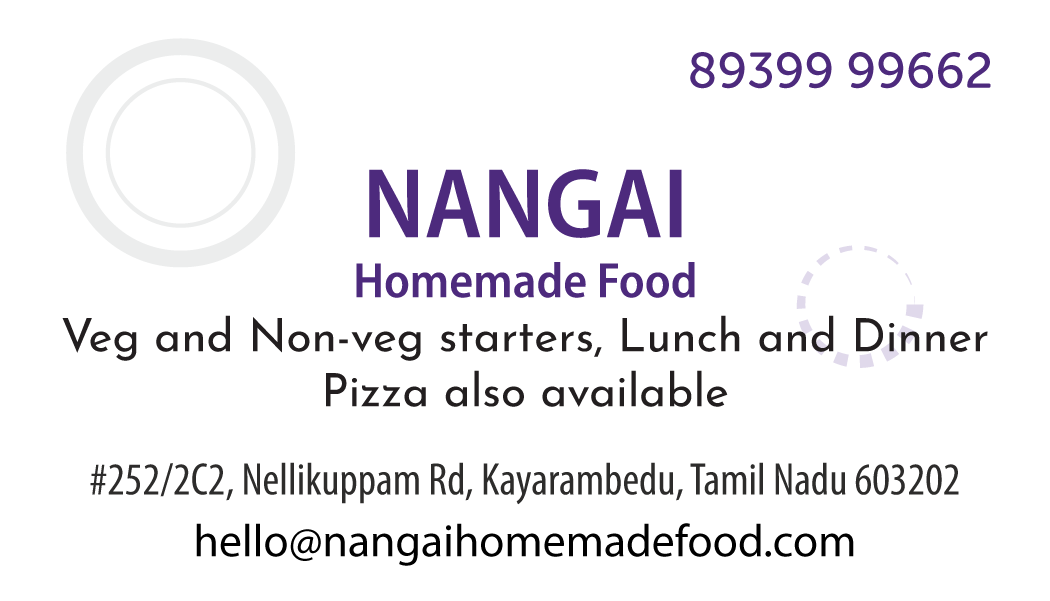 89399 99662
NANGAI
Homemade Food
Veg and Non-veg starters, Lunch and Dinner
Pizza also available
#252/2C2, Nellikuppam Rd, Kayarambedu, Tamil Nadu 603202
hello@nangaihomemadefood.com